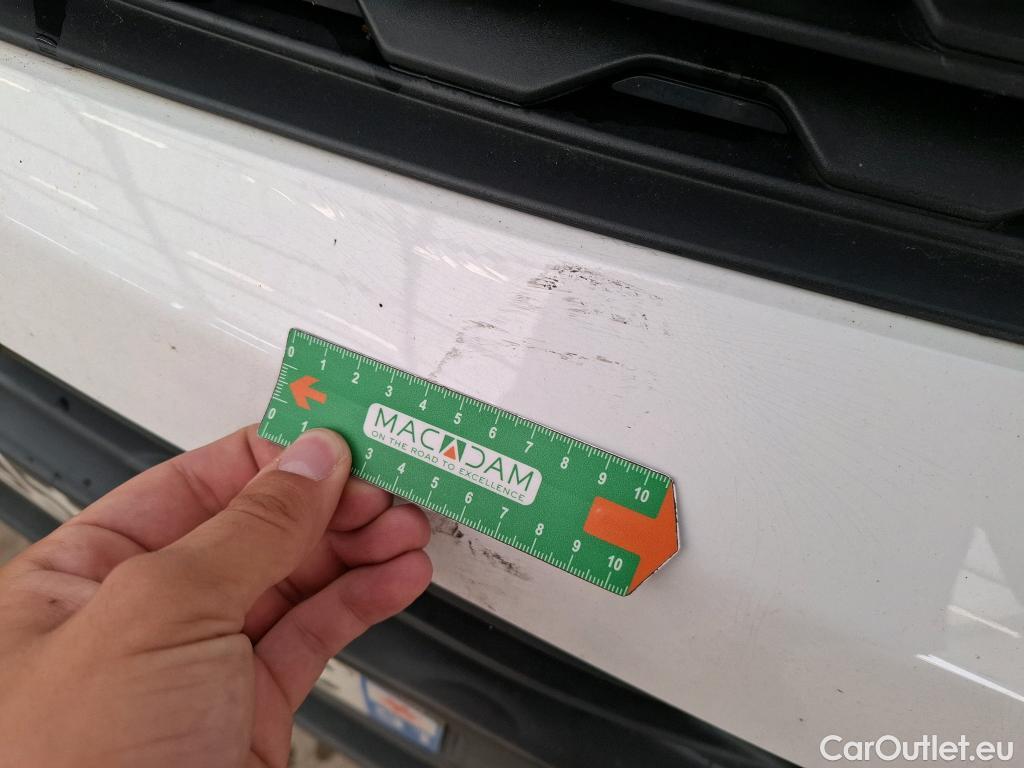 0 1 2 3 4 5 6 7 8 9 10
MACADAM
ON THE ROAD TO EXCELLENCE
0 1 3 4 5 6 7 8 9 10
CarOutlet.eu